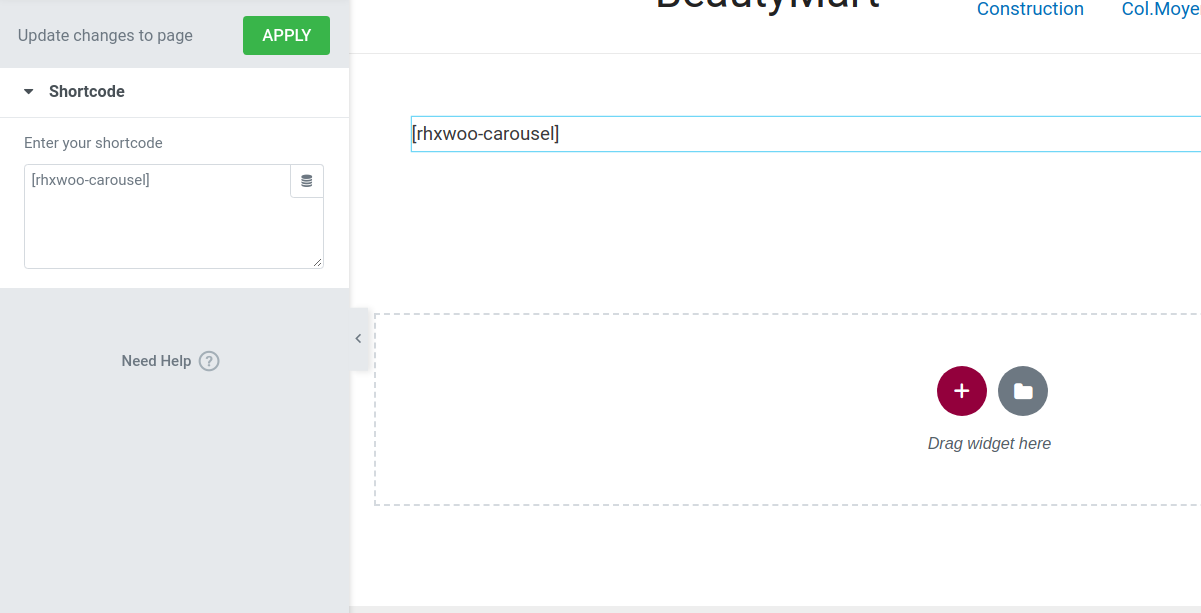 Update changes to page
APPLY
Shortcode
Enter your shortcode
[rhxwoo-carousel]
Need Help ?
BeautyMart
Construction
Col.Moye
[rhxwoo-carousel]
Drag widget here